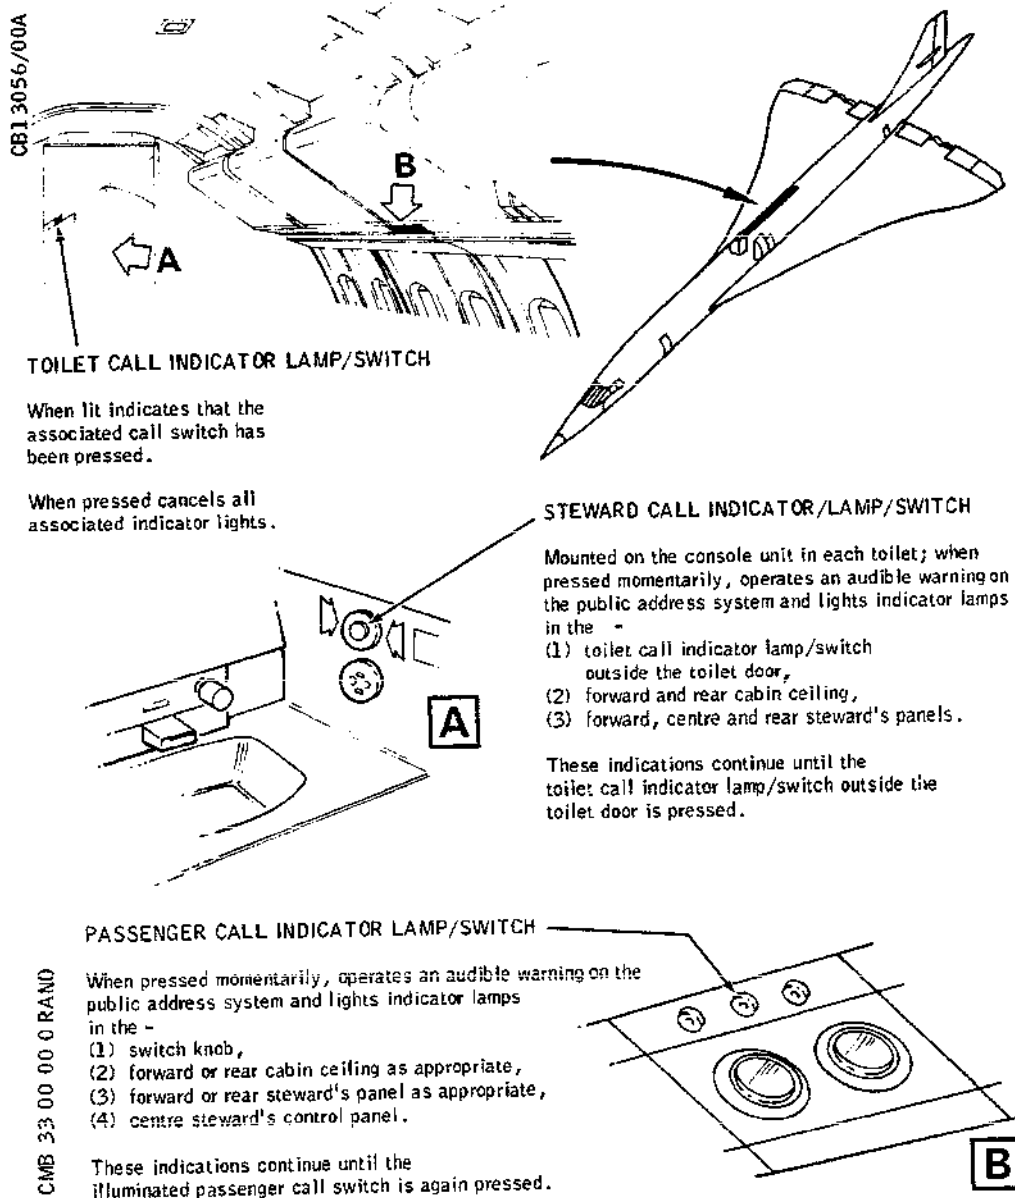 CB13056/00A
B
A
TOILET CALL INDICATOR LAMP/SWITCH
When lit indicates that the
associated call switch has
been pressed.
When pressed cancels all
associated indicator lights.
STEWARD CALL INDICATOR/LAMP/SWITCH
Mounted on the console unit in each toilet; when
pressed momentarily, operates an audible warning on
the public address system and lights indicator lamps
in the -
(1) toilet call indicator lamp/switch
outside the toilet door,
(2) forward and rear cabin ceiling,
(3) forward, centre and rear steward's panels.
These indications continue until the
toilet call indicator lamp/switch outside the
toilet door is pressed.
A
PASSENGER CALL INDICATOR LAMP/SWITCH
When pressed momentarily, operates an audible warning on the
public address system and lights indicator lamps
in the -
(1) switch knob,
(2) forward or rear cabin ceiling as appropriate,
(3) forward or rear steward's panel as appropriate,
(4) centre steward's control panel.
These indications continue until the
illuminated passenger call switch is again pressed.
B
CMB 33 00 00 0 RAND